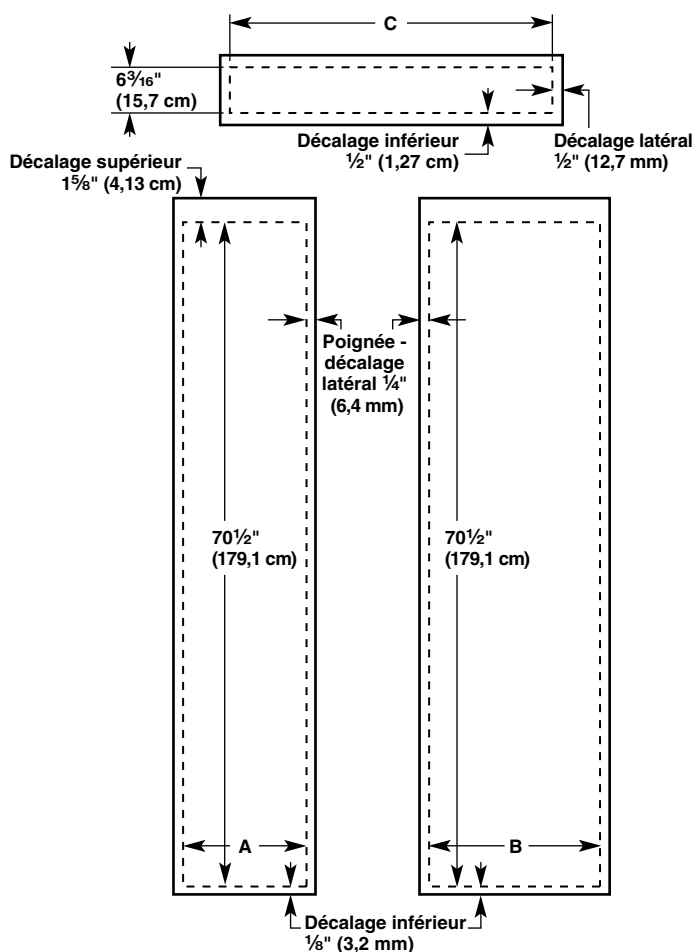 C
6³⁄₁₆"
(15,7 cm)
Décalage inférieur
½" (1,27 cm)
Décalage latéral
½" (12,7 mm)
Décalage supérieur
1⅝" (4,13 cm)
Poignée -
décalage
latéral ¼"
(6,4 mm)
70½"
(179,1 cm)
70½"
(179,1 cm)
A
B
Décalage inférieur
⅛" (3,2 mm)